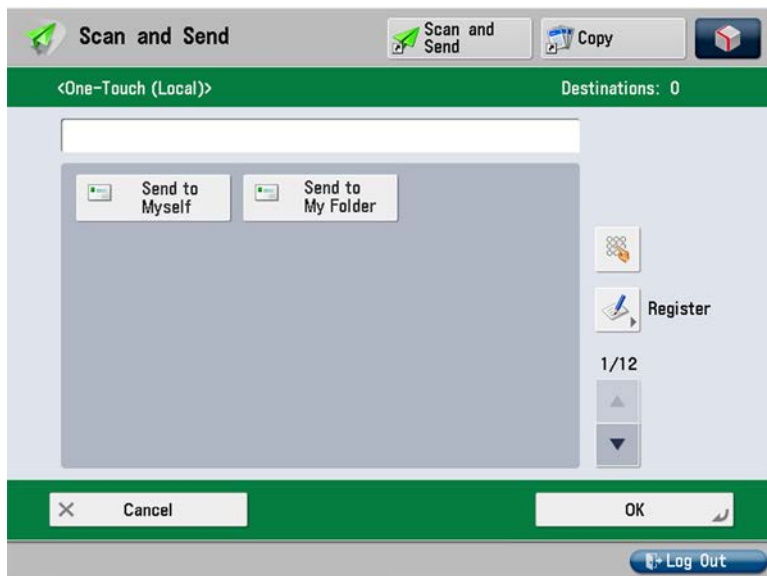 Scan and Send
Scan and
Send
Copy
<One-Touch (Local)>
Destinations: 0
Send to
Myself
Send to
My Folder
Register
1/12
Cancel
OK
Log Out